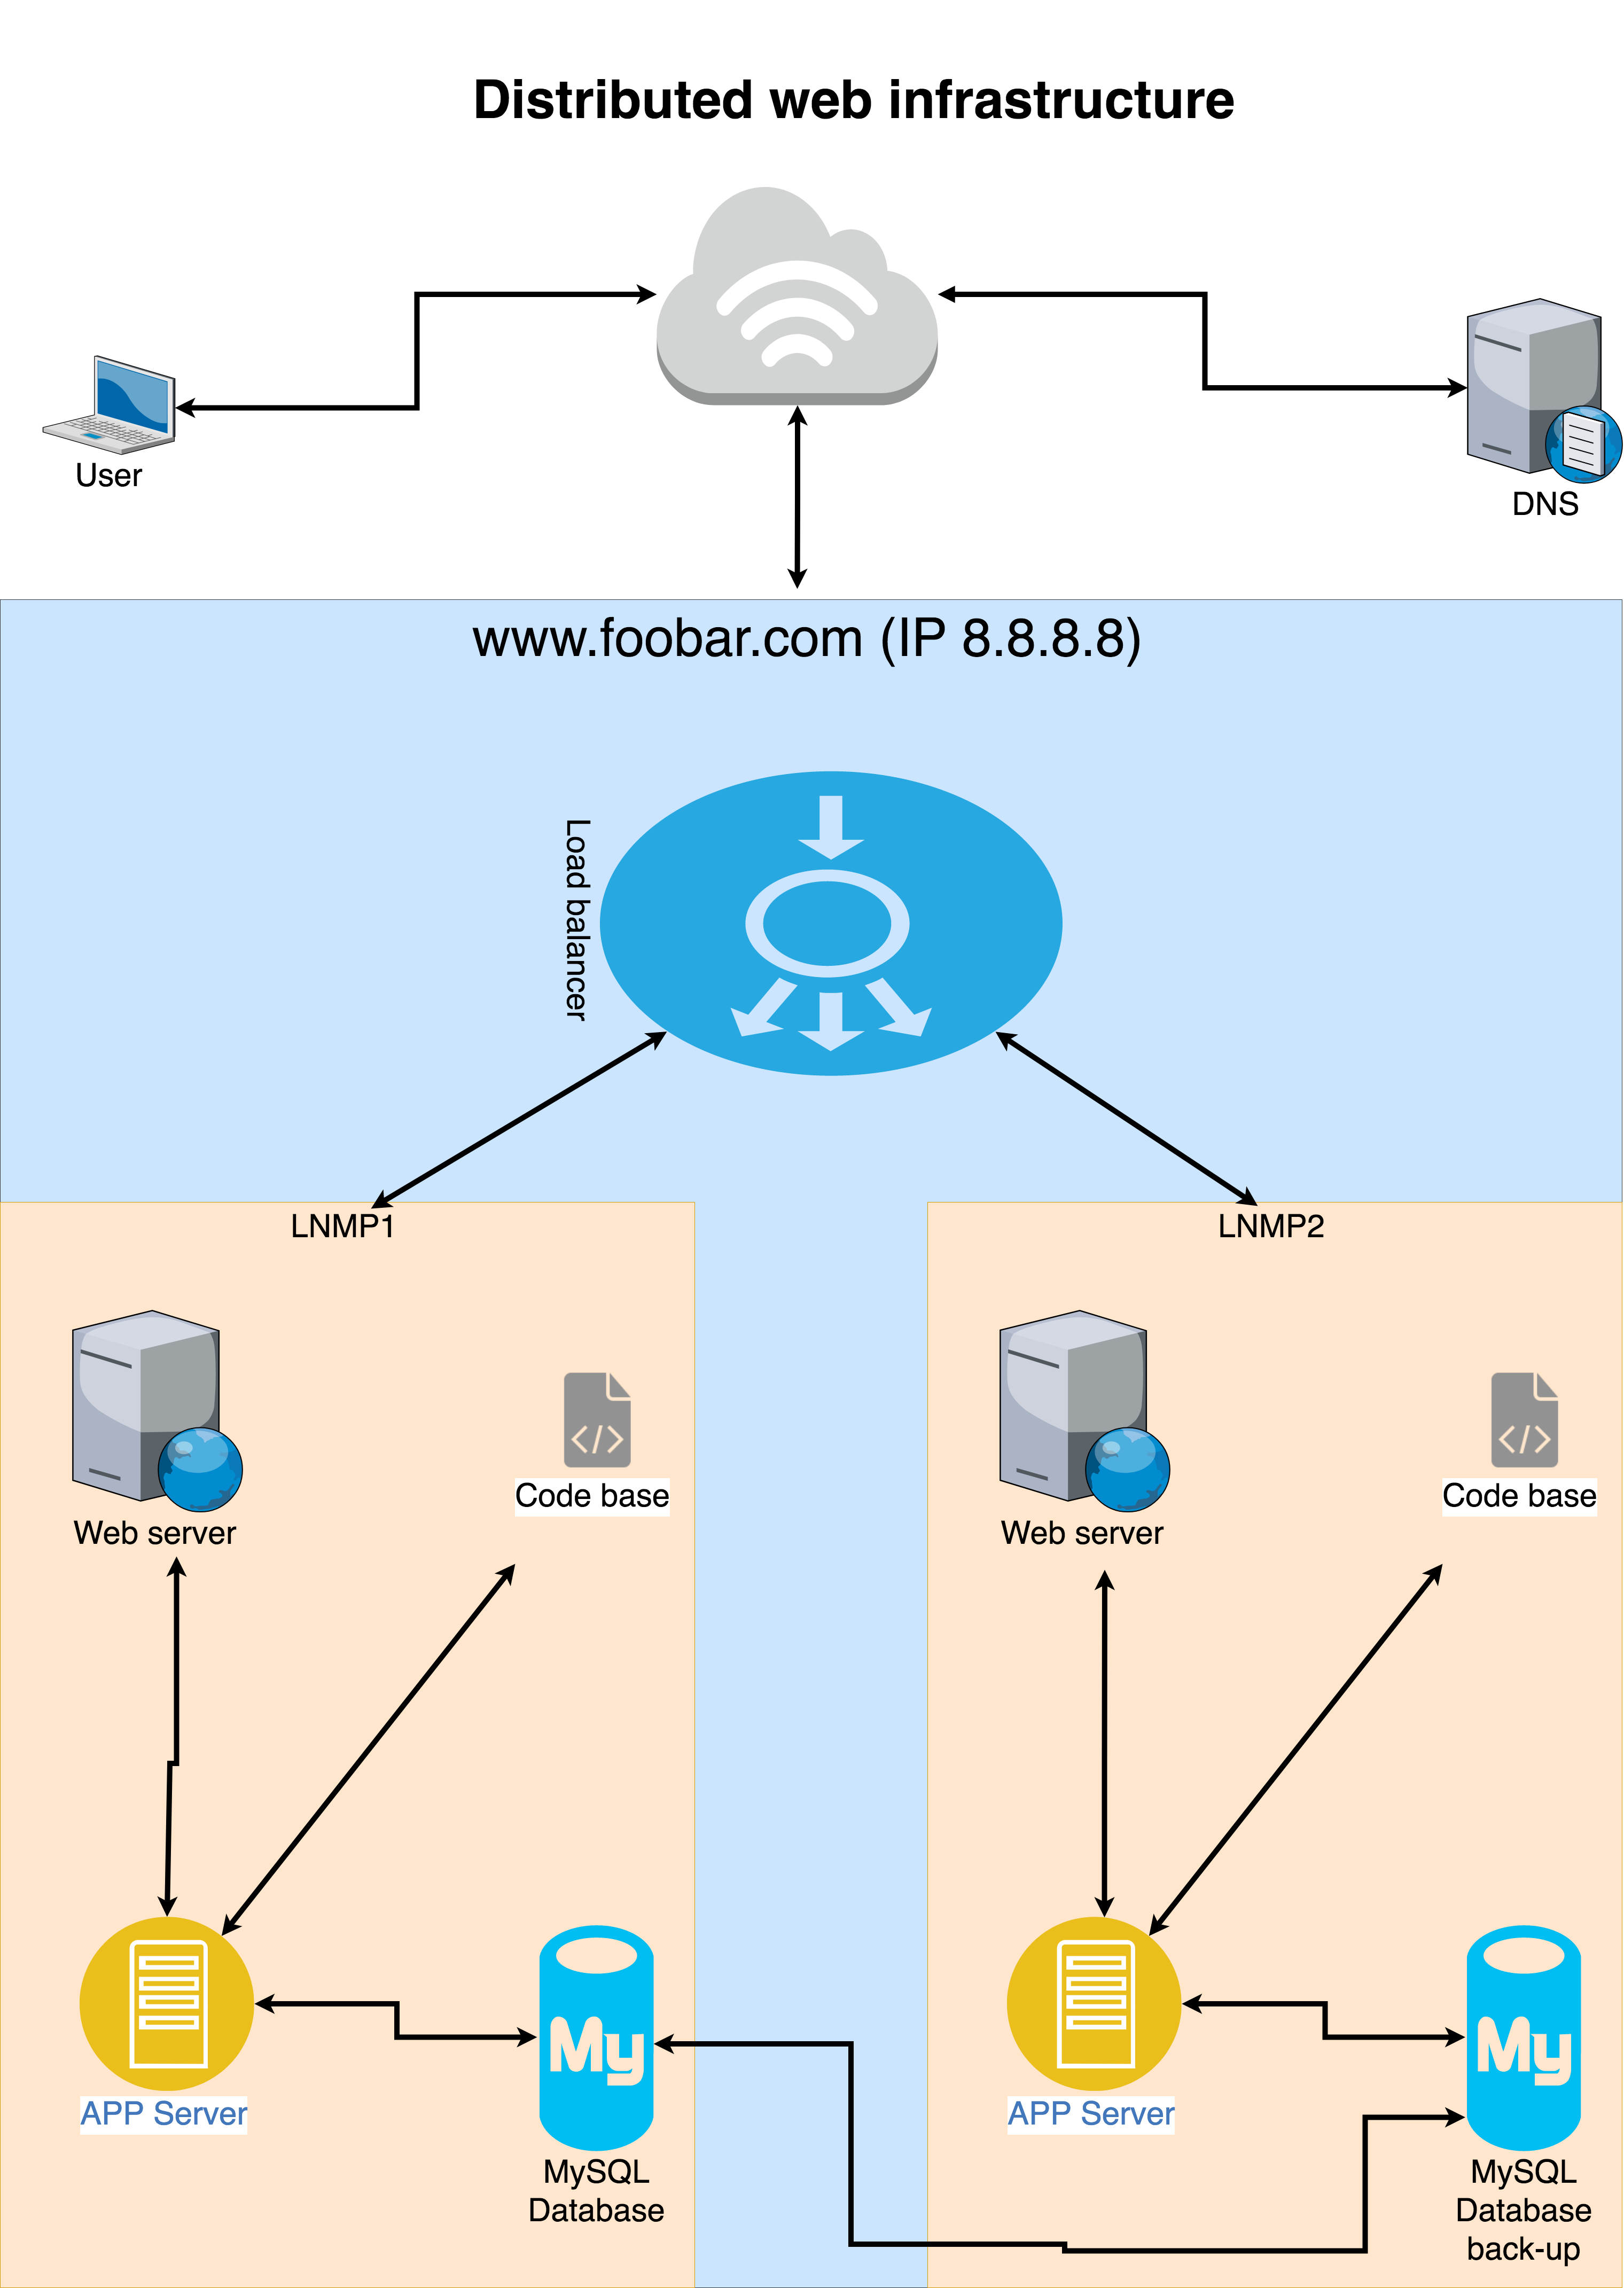 Distributed web infrastructure
User
DNS
www.foobar.com (IP 8.8.8.8)
Load balancer
LNMP1
LNMP2
</>
Code base
Web server
</>
Code base
Web server
APP Server
My
MySQL
Database
APP Server
My
MySQL
Database
back-up